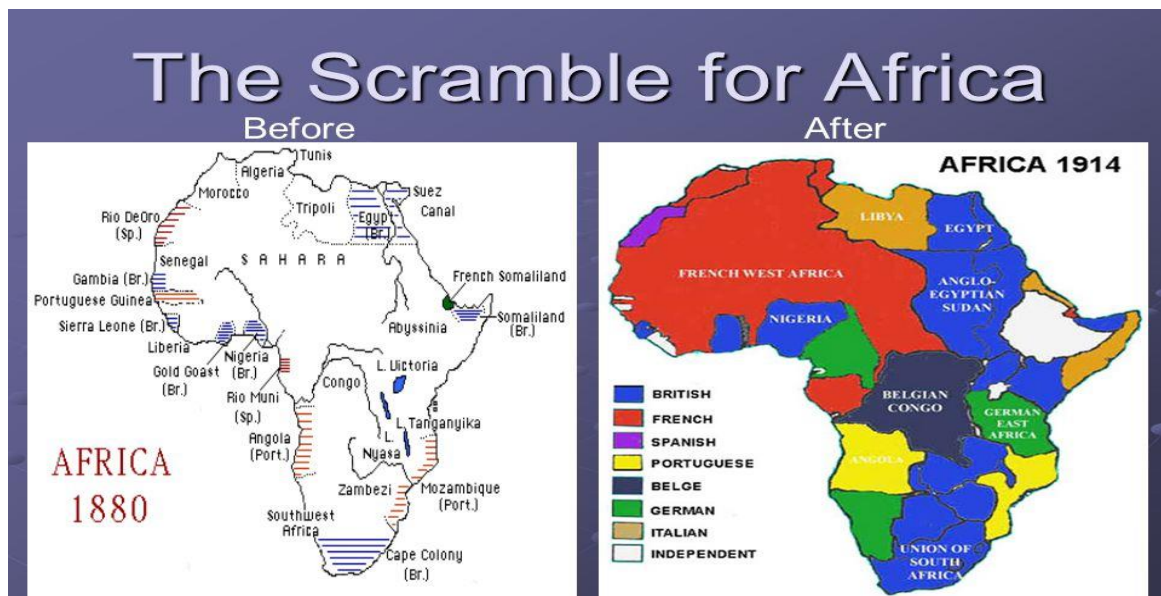 The Scramble for Africa
Before
After
Tunis
Algeria
Morocco
Rio DeOro
(Sp.)
Tripoli
Egypt
(Br.)
Suez
Canal
SAHARA
Senegal
Gambia (Br.)
Portuguese Guinea
Sierra Leone (Br.)
Liberia
Gold Goast
(Br.)
Nigeria
(Br.)
Rio Muni
(Sp.)
French Somaliland
Somaliland
(Br.)
Abyssinia
L. Victoria
Congo
L.
Tanganyika
L.
Nyasa
Angola
(Port.)
Zambezi
Mozambique
(Port.)
Southwest
Africa
Cape Colony
(Br.)
AFRICA
1880
AFRICA 1914
LIBYA
EGYPT
FRENCH WEST AFRICA
ANGLO-
EGYPTIAN
SUDAN
NIGERIA
BELGIAN
CONGO
GERMAN
EAST
AFRICA
ANGOLA
UNION OF
SOUTH
AFRICA
BRITISH
FRENCH
SPANISH
PORTUGUESE
BELGE
GERMAN
ITALIAN
INDEPENDENT